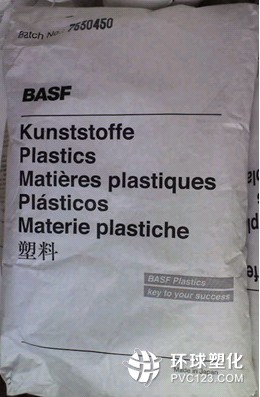 Batch No. 7550450
BASF
Kunststoffe
Plastics
Matières plastiques
Plásticos
Materie plastiche
塑料
BASF Plastics
key to your success
环球塑化
PVC123.COM